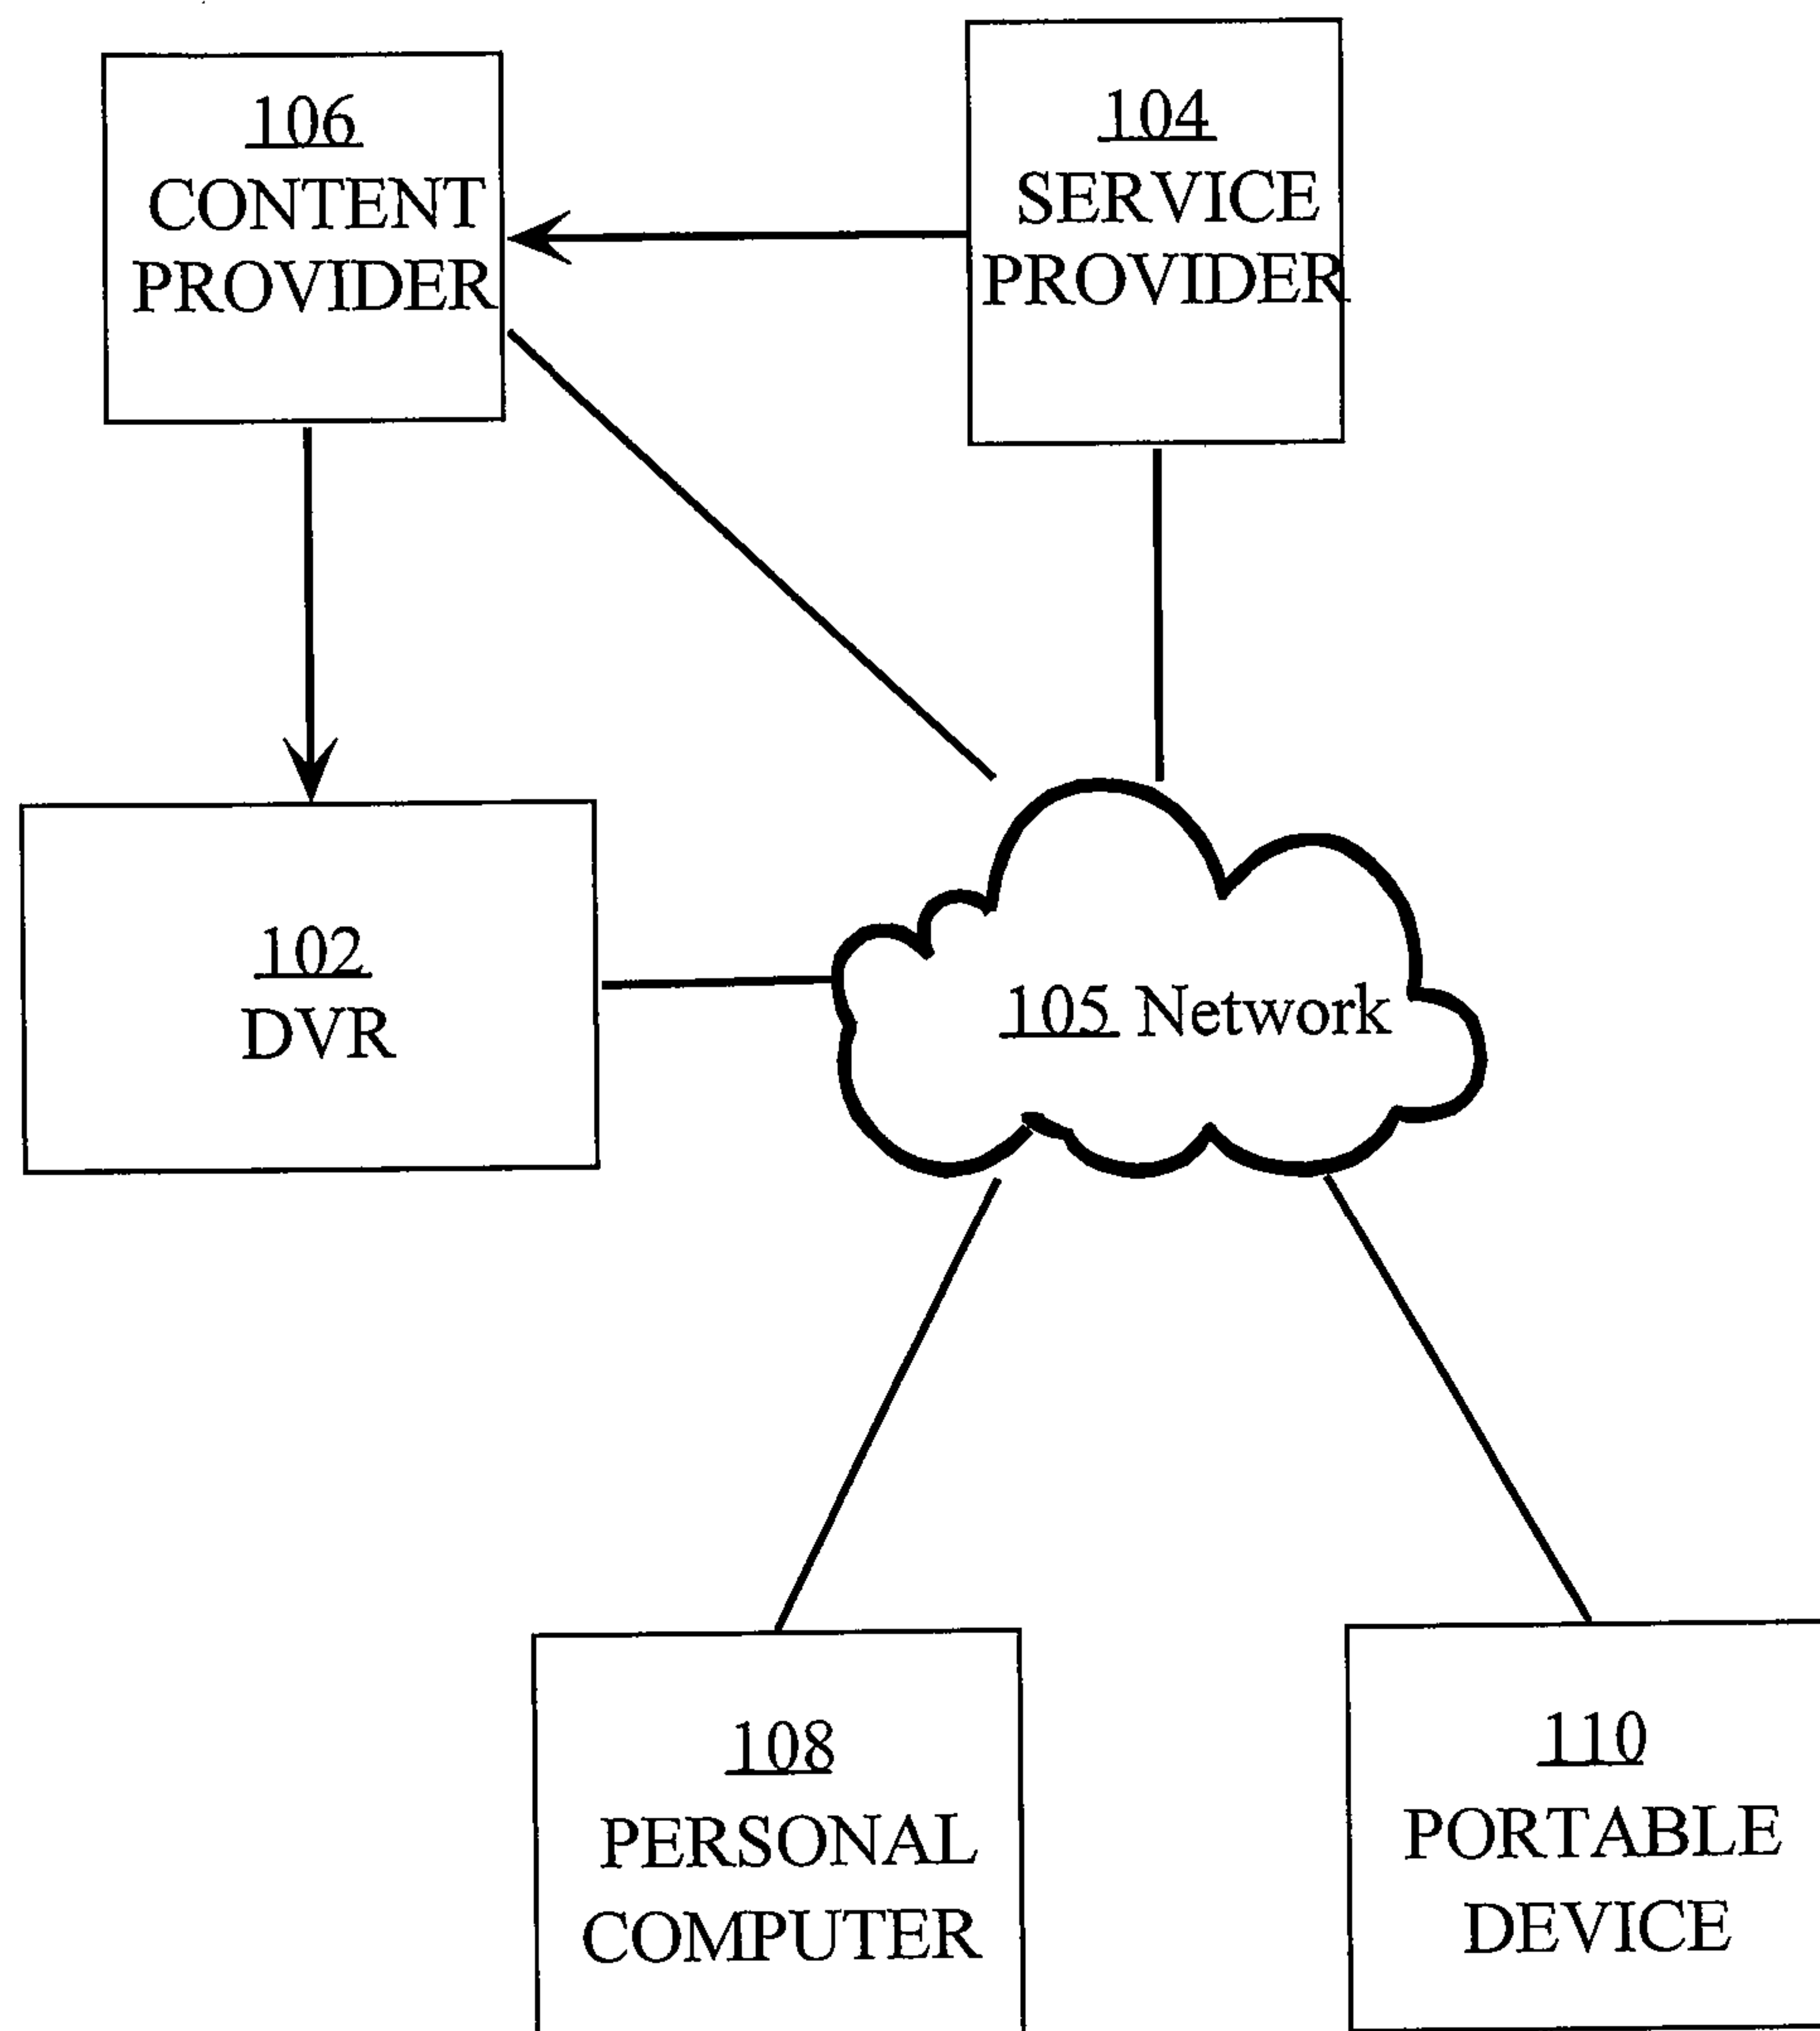 106
CONTENT
PROVIDER
104
SERVICE
PROVIDER
102
DVR
105 Network
108
PERSONAL
COMPUTER
110
PORTABLE
DEVICE